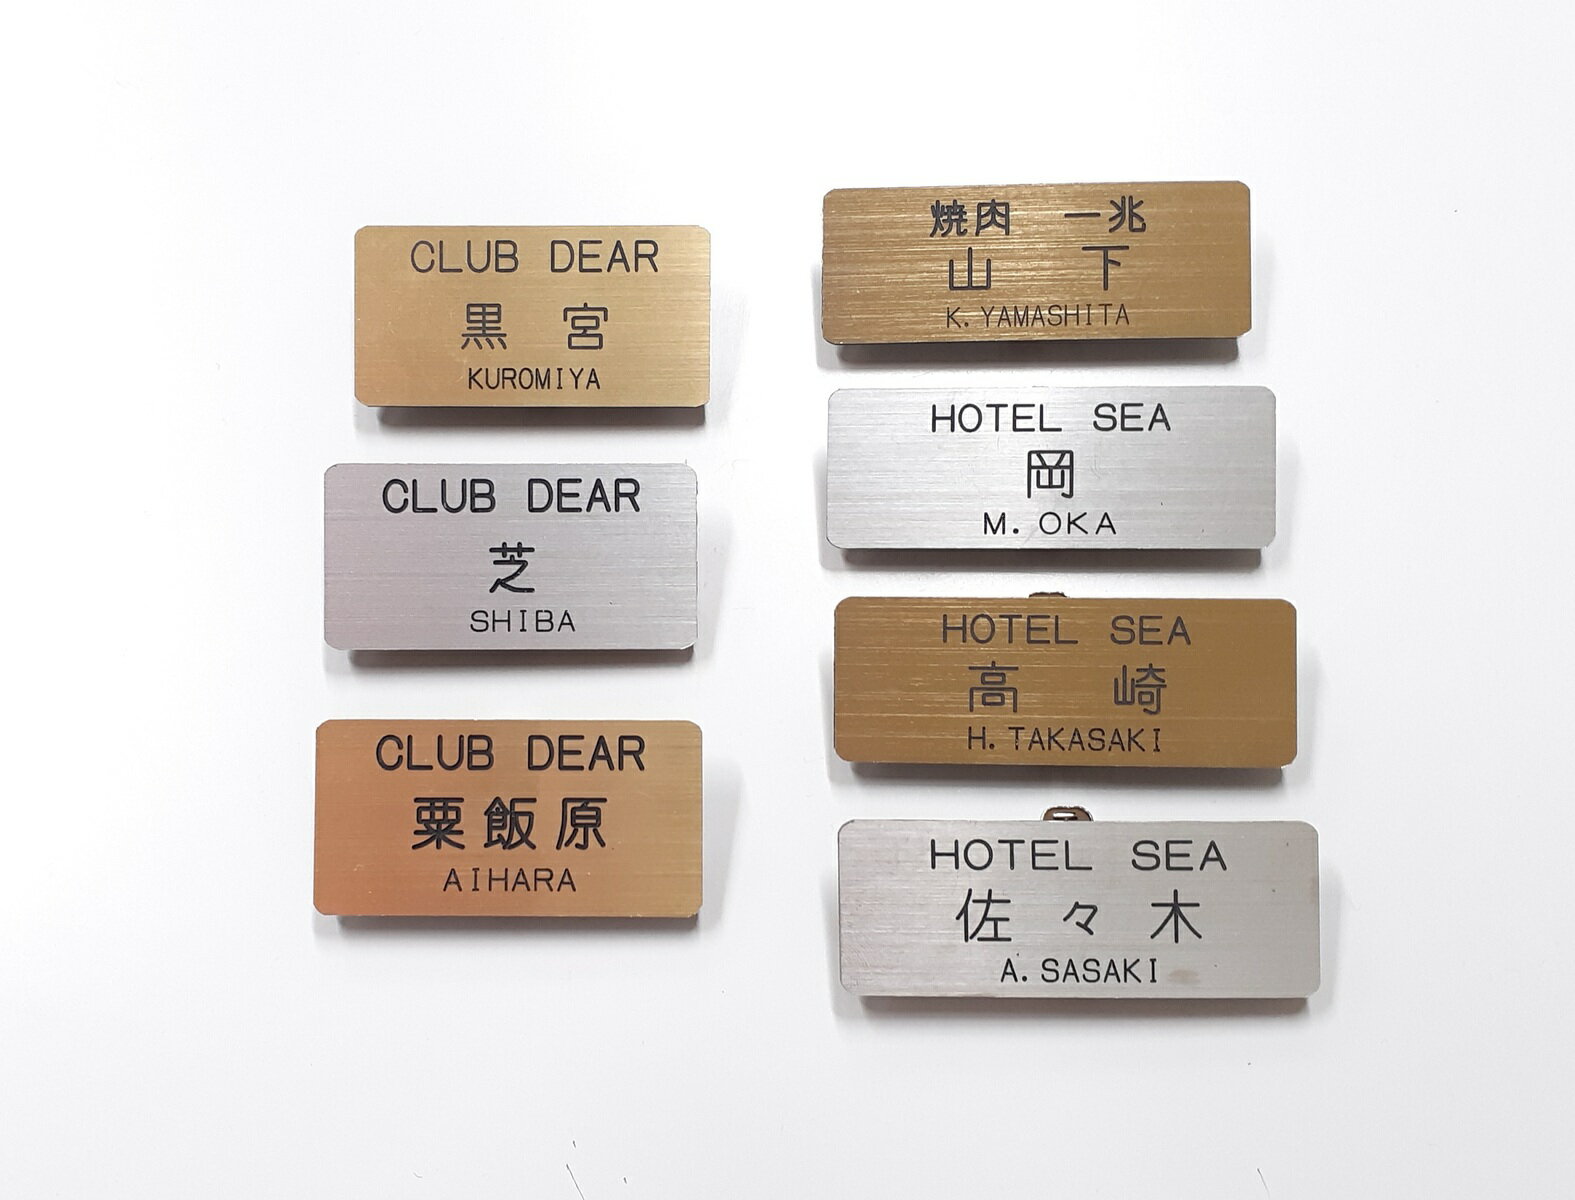 CLUB DEAR
黒宮
KUROMIYA
CLUB DEAR
芝
SHIBA
CLUB DEAR
粟飯原
AIHARA
焼肉 一兆
山下
K. YAMASHITA
HOTEL SEA
岡
M. OKA
HOTEL SEA
高崎
H. TAKASAKI
HOTEL SEA
佐々木
A. SASAKI